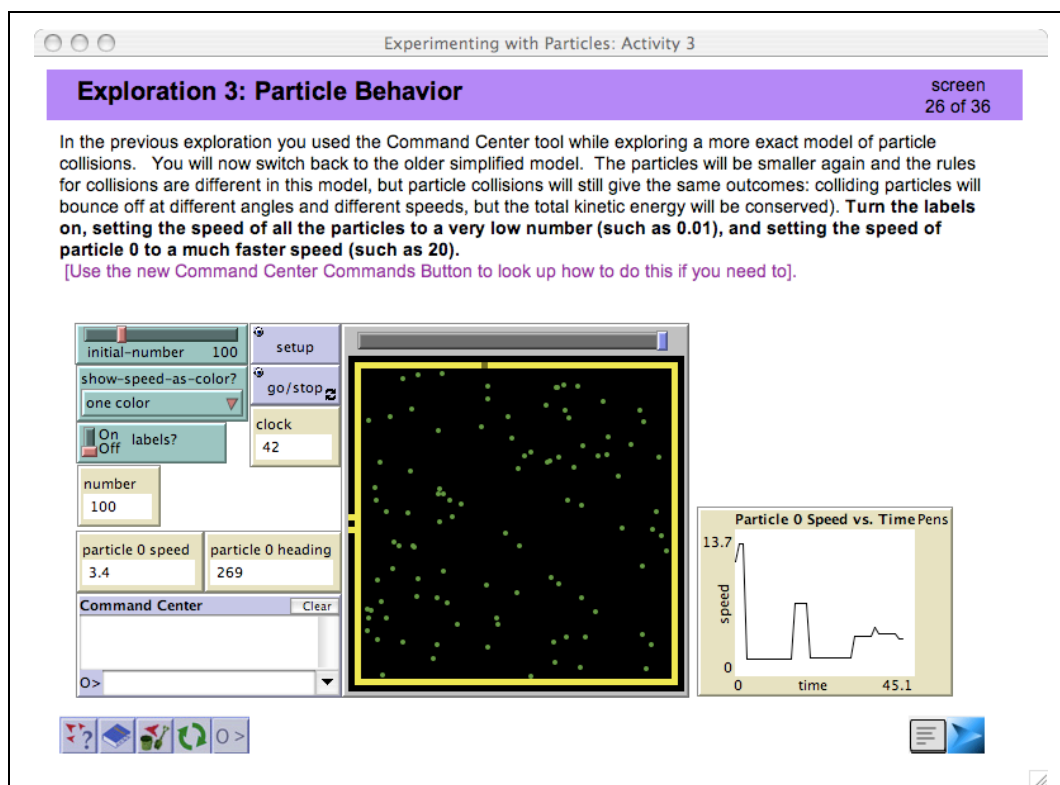 Experimenting with Particles: Activity 3
Exploration 3: Particle Behavior
screen
26 of 36
In the previous exploration you used the Command Center tool while exploring a more exact model of particle
collisions.   You will now switch back to the older simplified model.  The particles will be smaller again and the rules
for collisions are different in this model, but particle collisions will still give the same outcomes: colliding particles will
bounce off at different angles and different speeds, but the total kinetic energy will be conserved). Turn the labels
on, setting the speed of all the particles to a very low number (such as 0.01), and setting the speed of
particle 0 to a much faster speed (such as 20).
[Use the new Command Center Commands Button to look up how to do this if you need to].
initial-number 100
setup
show-speed-as-color?
one color
go/stop
On
Off
labels?
clock
42
number
100
particle 0 speed
3.4
particle 0 heading
269
Command Center
Clear
O>
Particle 0 Speed vs. Time
Pens
13.7
speed
0
0
time
45.1
?
O >